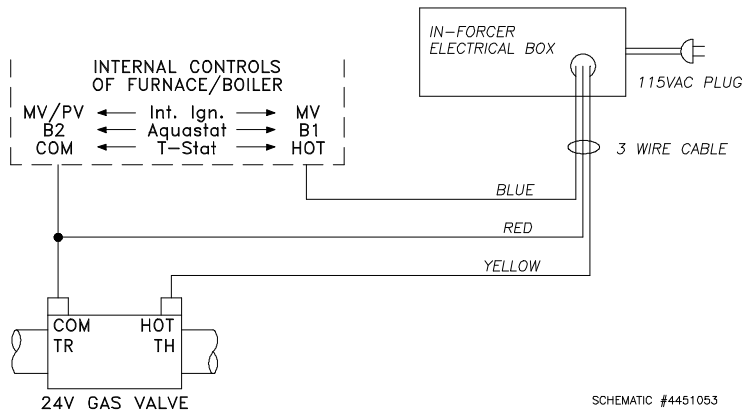 IN-FORCER
ELECTRICAL BOX
115VAC PLUG
INTERNAL CONTROLS
OF FURNACE/BOILER
MV/PV Int. Ign. MV
B2 Aquastat B1
COM T-Stat HOT
3 WIRE CABLE
BLUE
RED
YELLOW
COM HOT
TR TH
24V GAS VALVE
SCHEMATIC #4451053